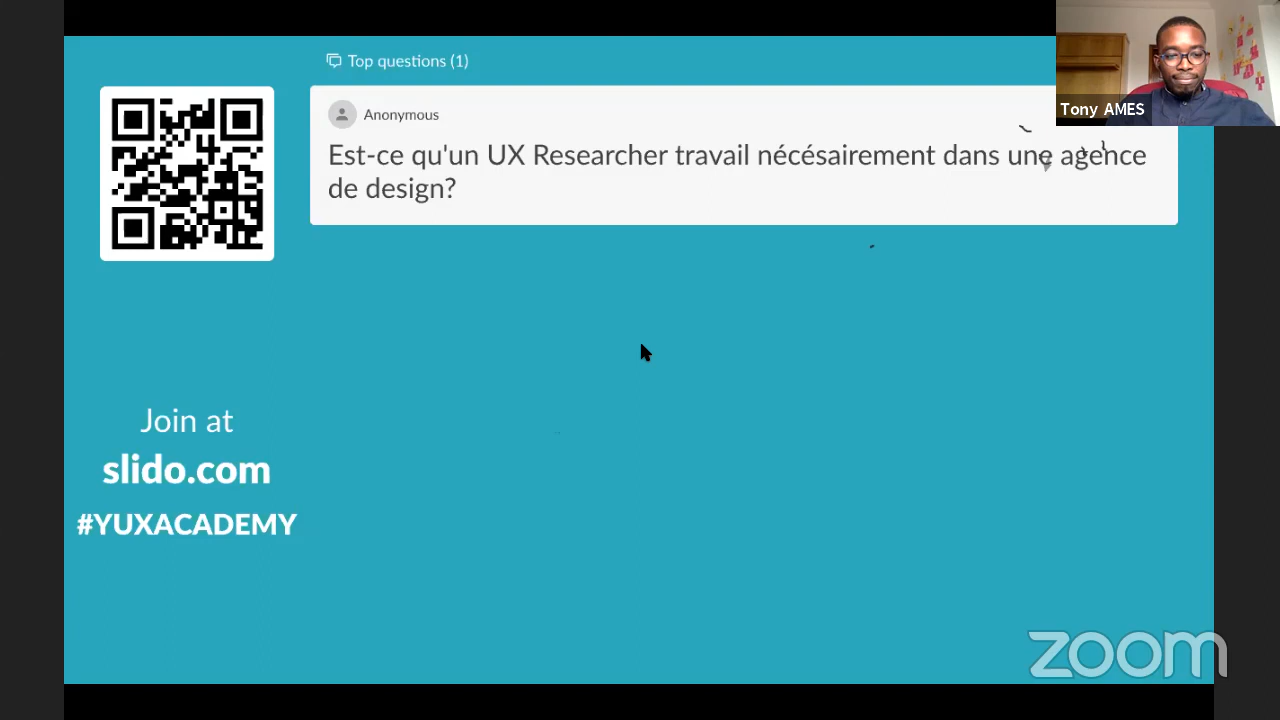 Top questions (1)
Anonymous
Est-ce qu'un UX Researcher travail nécésairement dans une agence
de design?
Join at
slido.com
#YUXACADEMY
Tony AMES
zoom